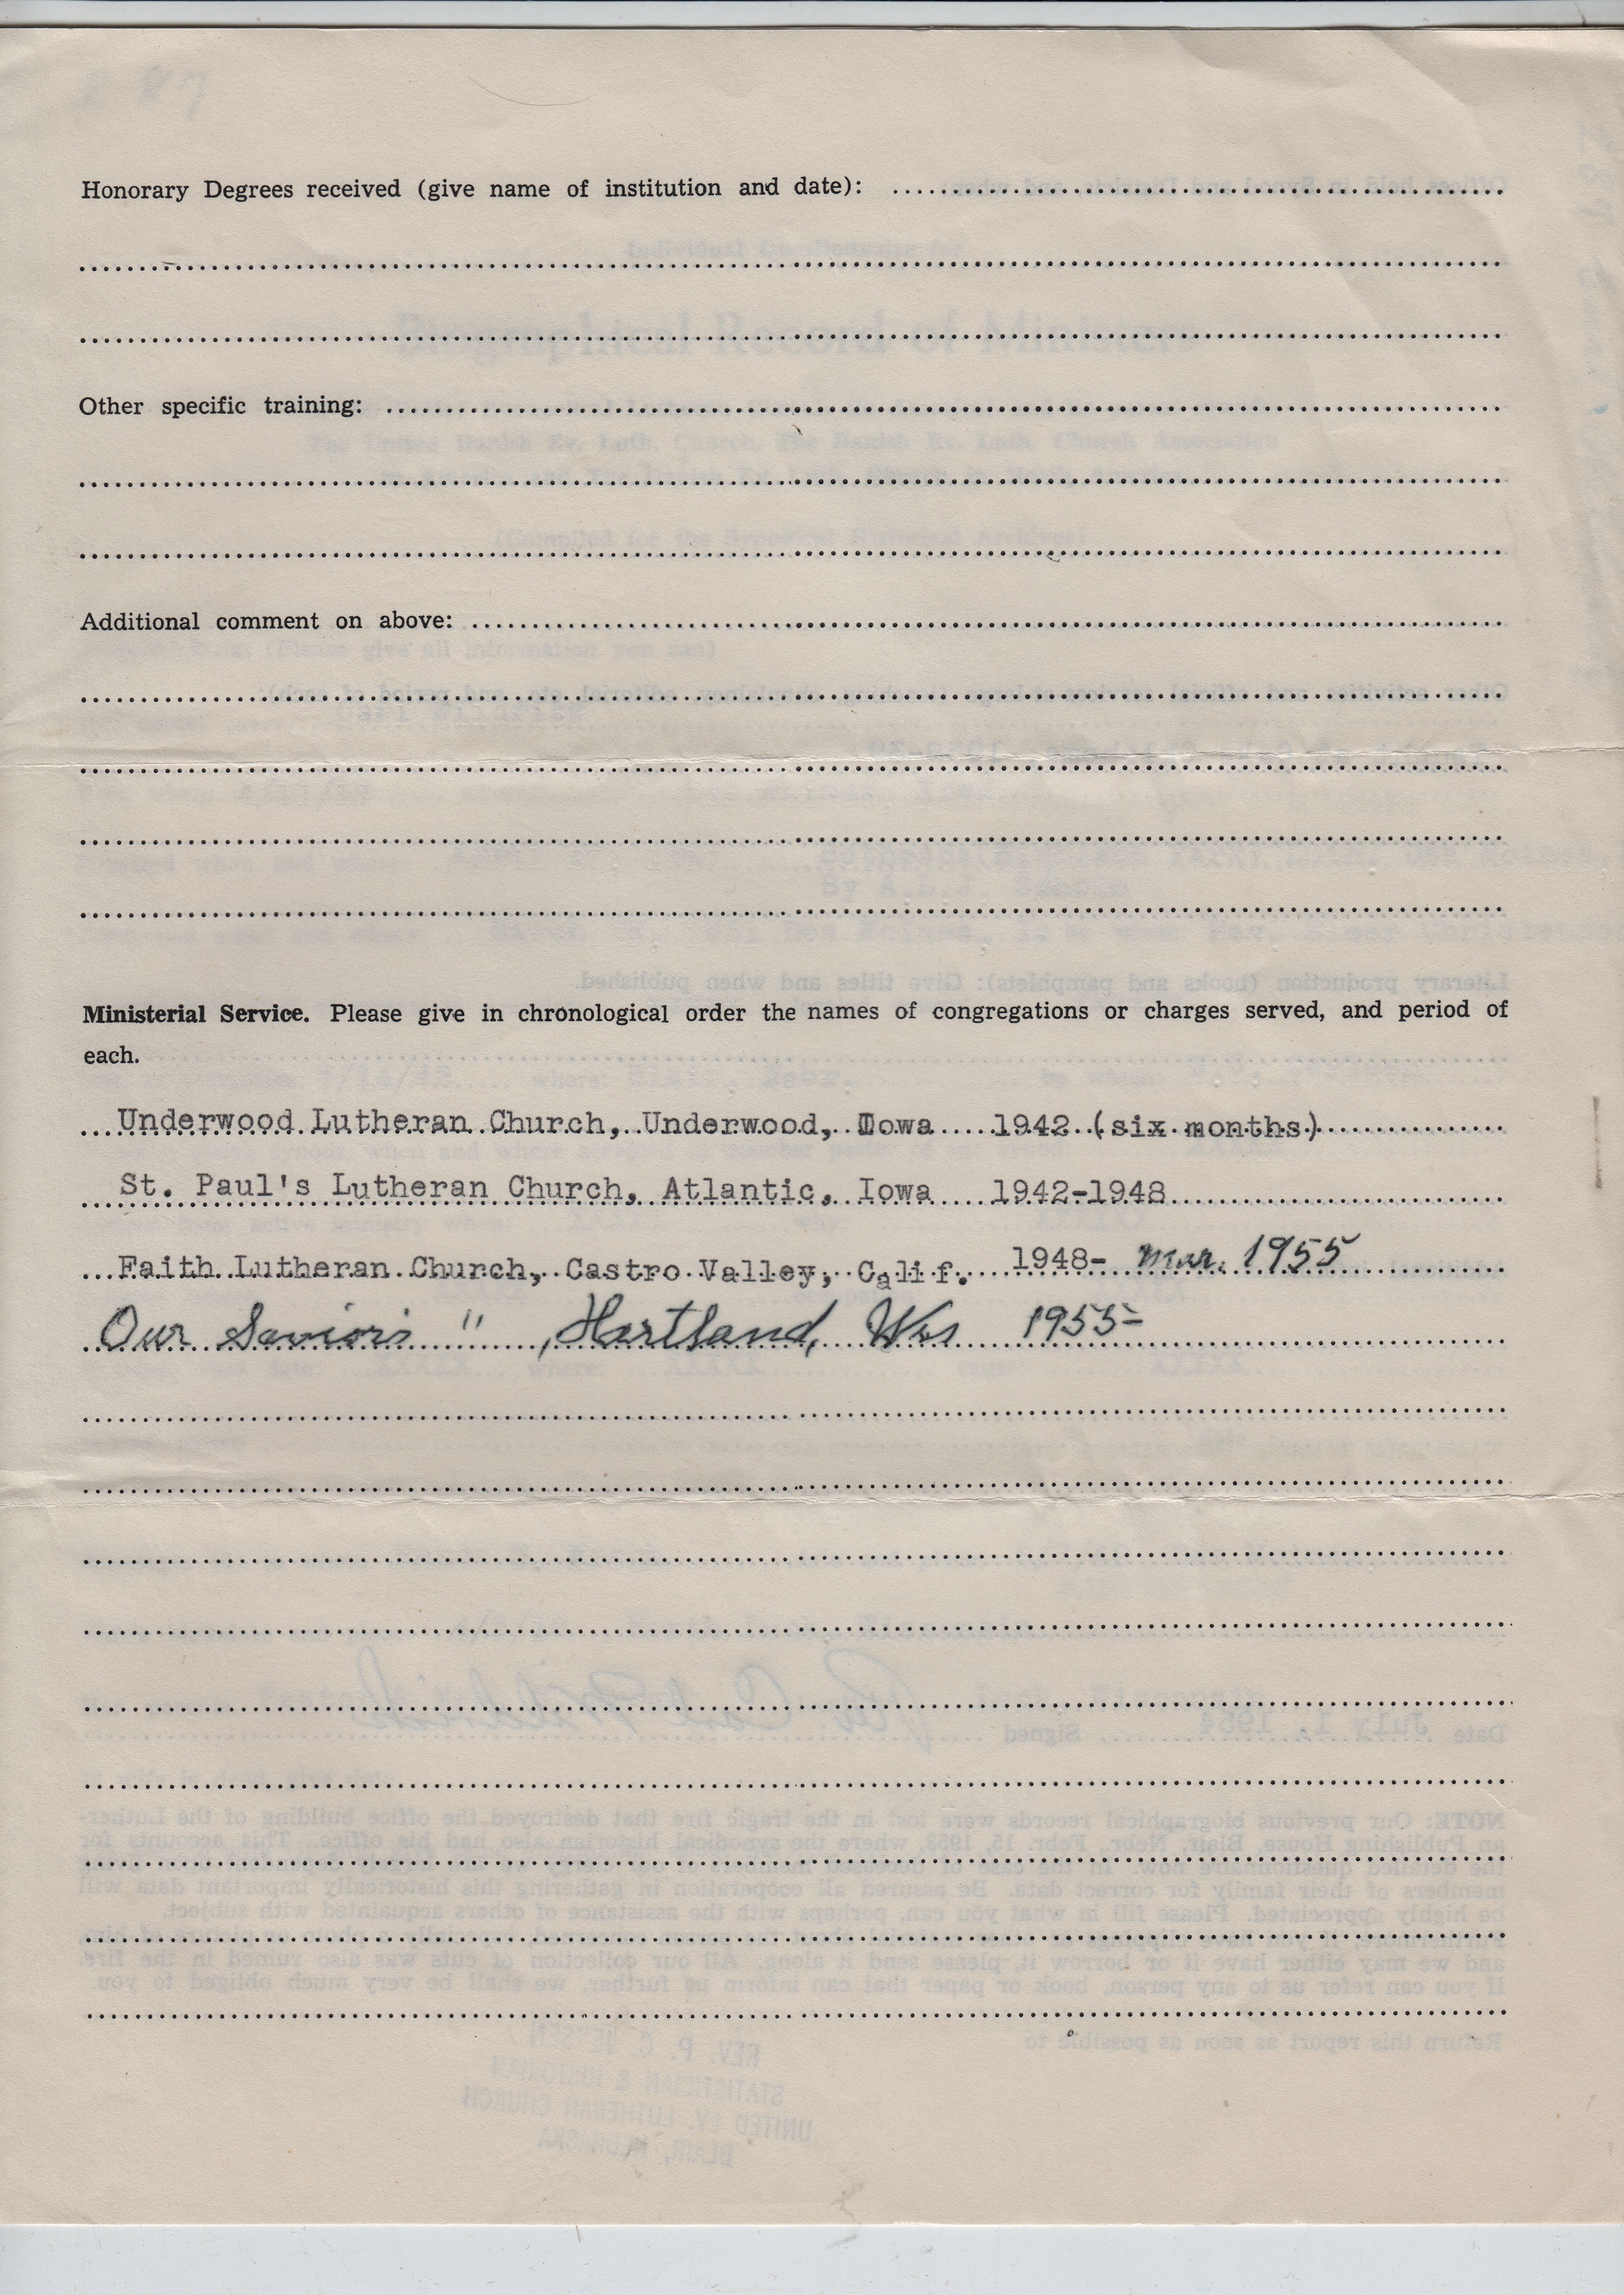 Honorary Degrees received (give name of institution and date):
Other specific training:
Additional comment on above:
Ministerial Service. Please give in chronological order the names of congregations or charges served, and period of
each.
Underwood Lutheran Church, Underwood, Iowa 1942 (six months)
St. Paul's Lutheran Church, Atlantic, Iowa 1942-1948
Faith Lutheran Church, Castro Valley, Calif. 1948- Mar. 1955
Our Savior's " , Hartland, Wis 1955-